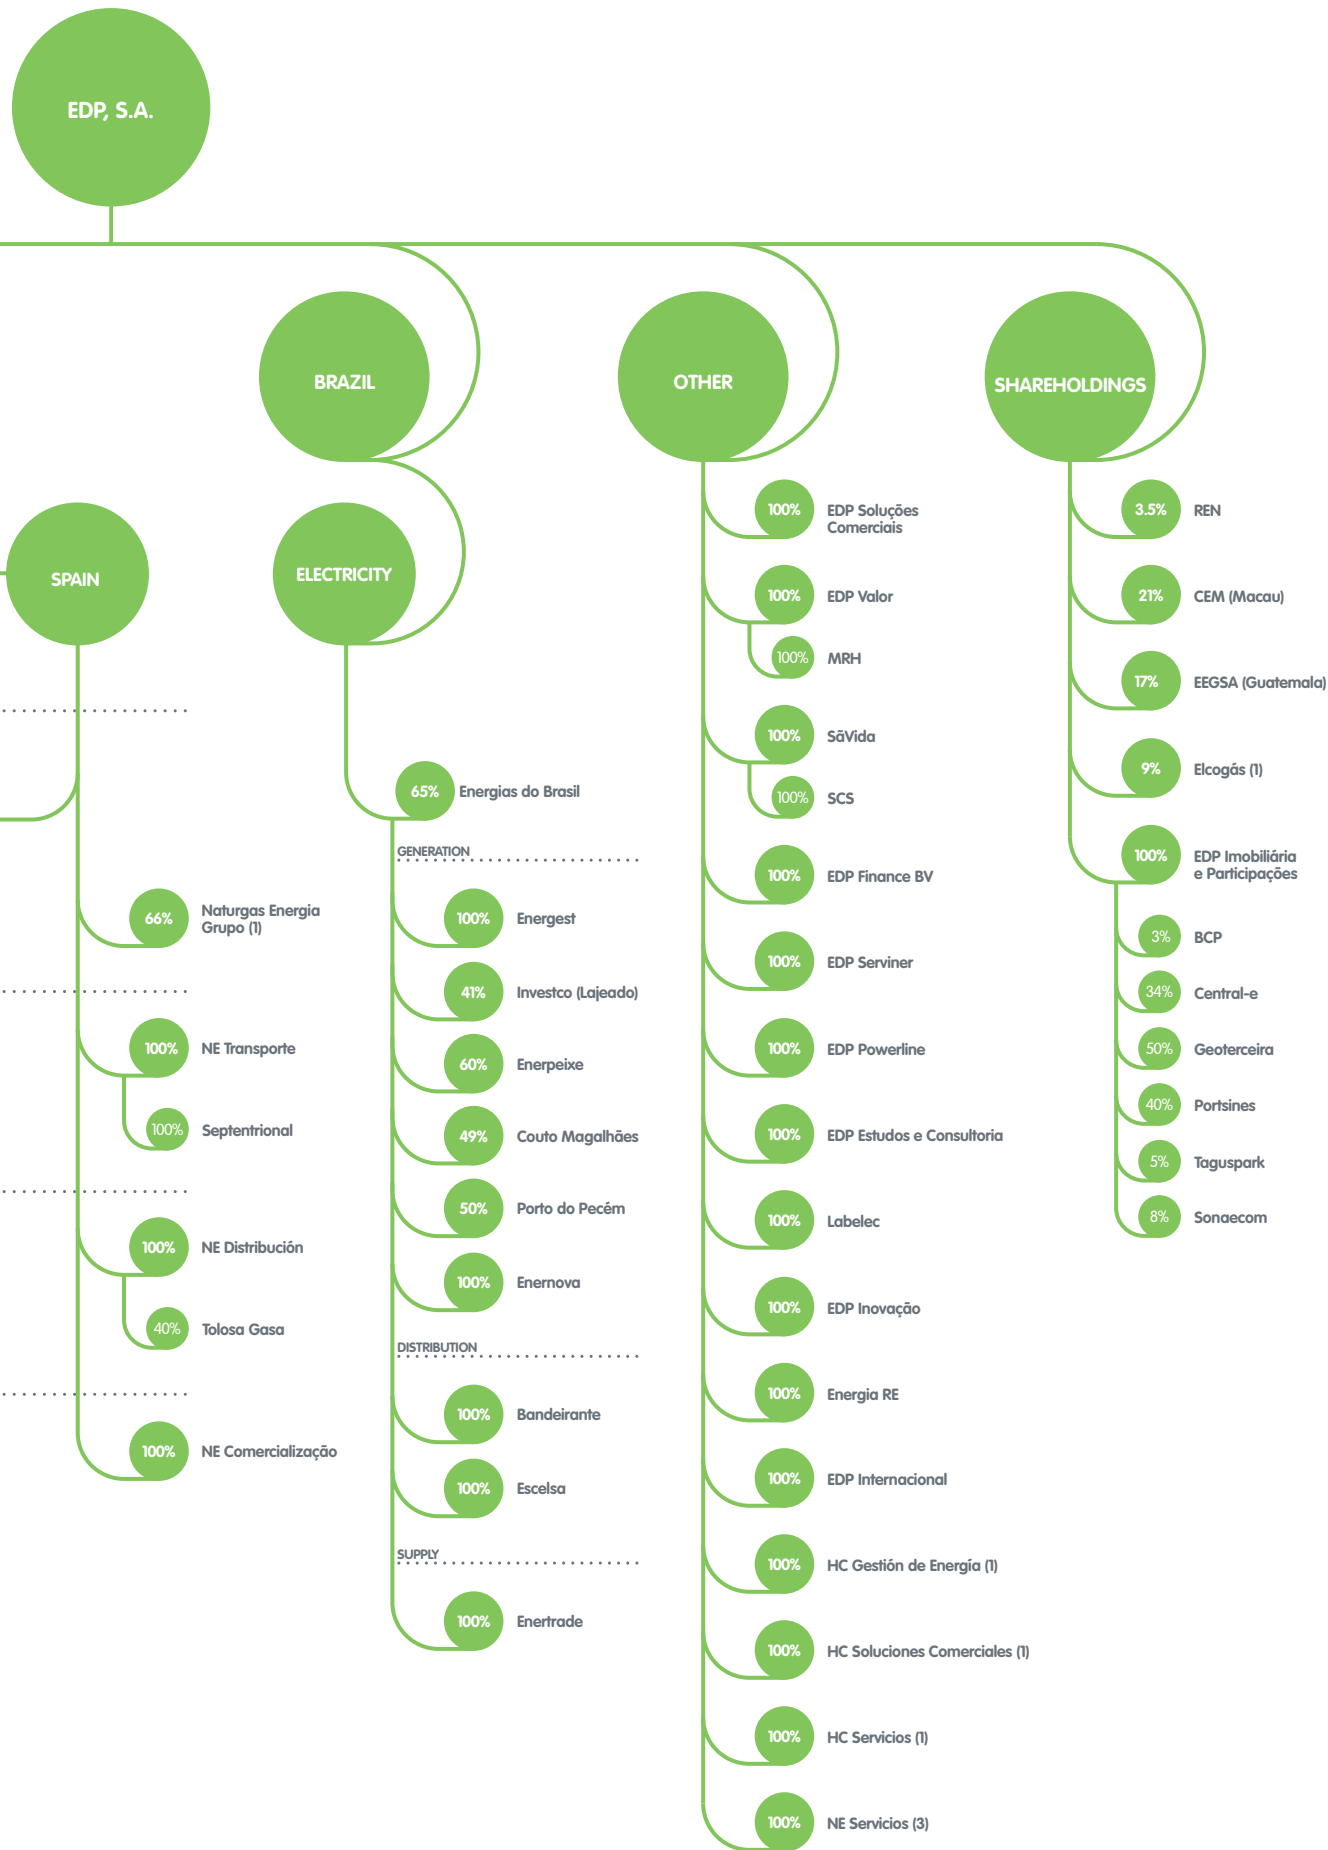 EDP, S.A.
SPAIN
66%
Naturgas Energia
Grupo (1)
100%
NE Transporte
100%
Septentrional
100%
NE Distribución
40%
Tolosa Gasa
100%
NE Comercialização
BRAZIL
ELECTRICITY
65%
Energias do Brasil
GENERATION
100%
Energest
41%
Investco (Lajeado)
60%
Enerpeixe
49%
Couto Magalhães
50%
Porto do Pecém
100%
Enernova
DISTRIBUTION
100%
Bandeirante
100%
Escelsa
SUPPLY
100%
Enertrade
OTHER
100%
EDP Soluções
Comerciais
100%
EDP Valor
100%
MRH
100%
SãVida
100%
SCS
100%
EDP Finance BV
100%
EDP Serviner
100%
EDP Powerline
100%
EDP Estudos e Consultoria
100%
Labelec
100%
EDP Inovação
100%
Energia RE
100%
EDP Internacional
100%
HC Gestión de Energía (1)
100%
HC Soluciones Comerciales (1)
100%
HC Servicios (1)
100%
NE Servicios (3)
SHAREHOLDINGS
3.5%
REN
21%
CEM (Macau)
17%
EEGSA (Guatemala)
9%
Elcogás (1)
100%
EDP Imobiliária
e Participações
3%
BCP
34%
Central-e
50%
Geoterceira
40%
Portsines
5%
Taguspark
8%
Sonaecom